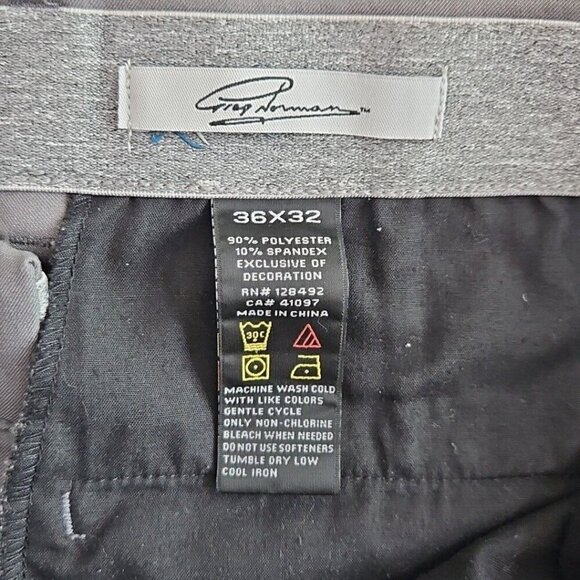 Greg Norman™
36X32
90% POLYESTER
10% SPANDEX
EXCLUSIVE OF
DECORATION
RN# 128492
CA# 41097
MADE IN CHINA
30C
MACHINE WASH COLD
WITH LIKE COLORS
GENTLE CYCLE
ONLY NON-CHLORINE
BLEACH WHEN NEEDED
DO NOT USE SOFTENERS
TUMBLE DRY LOW
COOL IRON